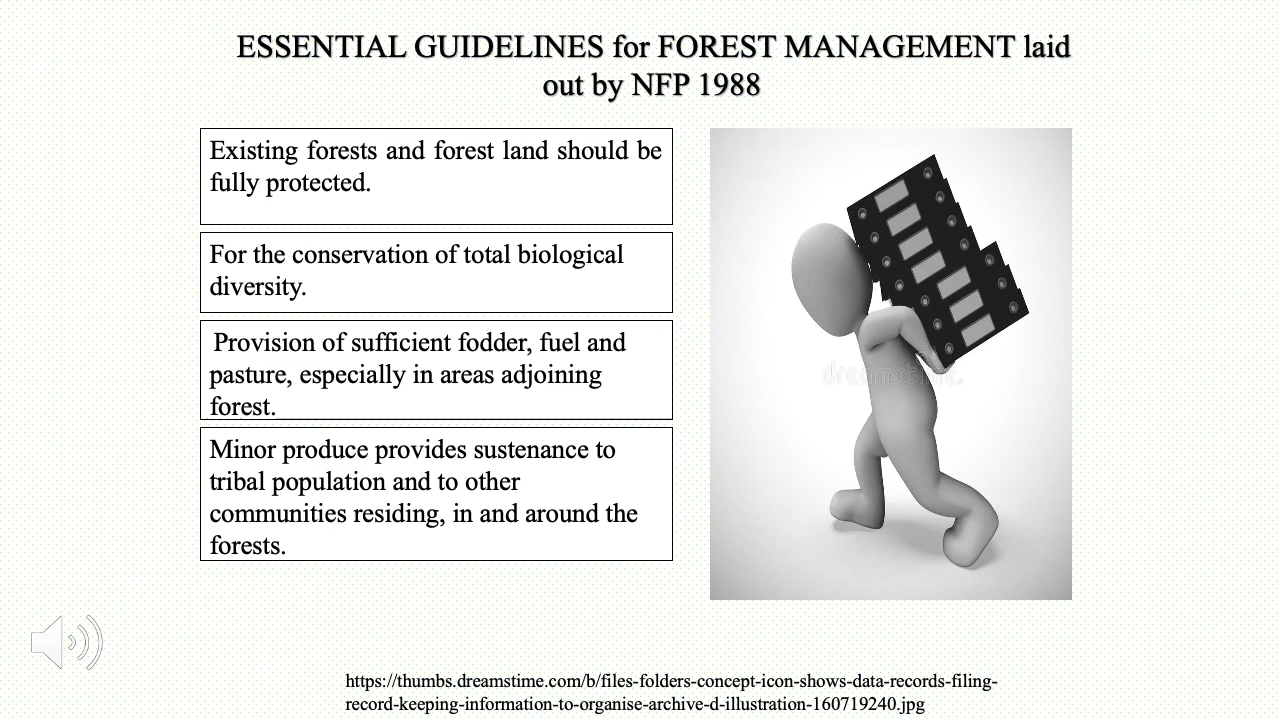 ESSENTIAL GUIDELINES for FOREST MANAGEMENT laid
out by NFP 1988
Existing forests and forest land should be
fully protected.
For the conservation of total biological
diversity.
Provision of sufficient fodder, fuel and
pasture, especially in areas adjoining
forest.
Minor produce provides sustenance to
tribal population and to other
communities residing, in and around the
forests.
dreamstime.
https://thumbs.dreamstime.com/b/files-folders-concept-icon-shows-data-records-filing-
record-keeping-information-to-organise-archive-d-illustration-160719240.jpg